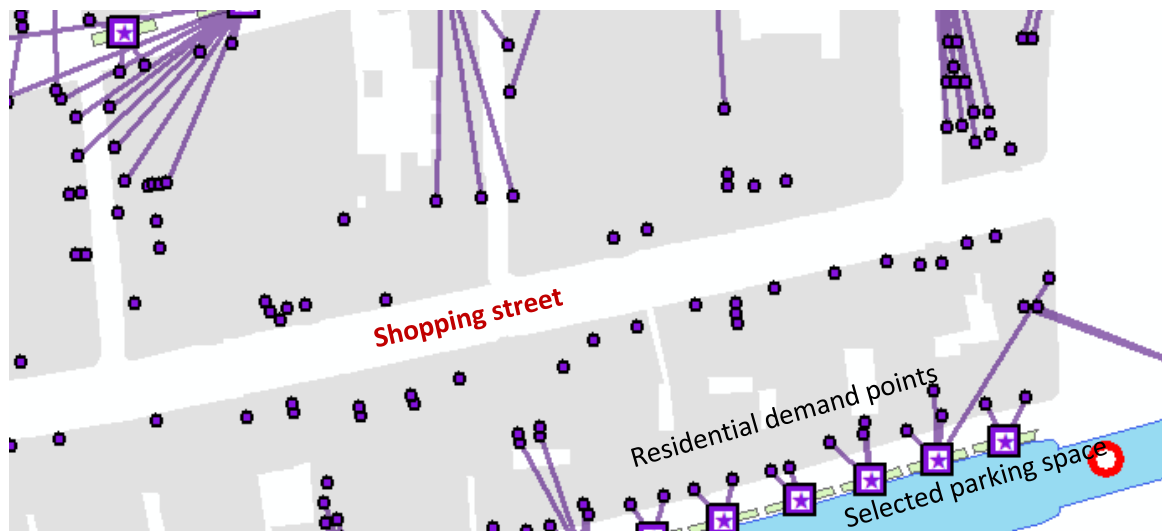 Shopping street
Residential demand points
Selected parking space